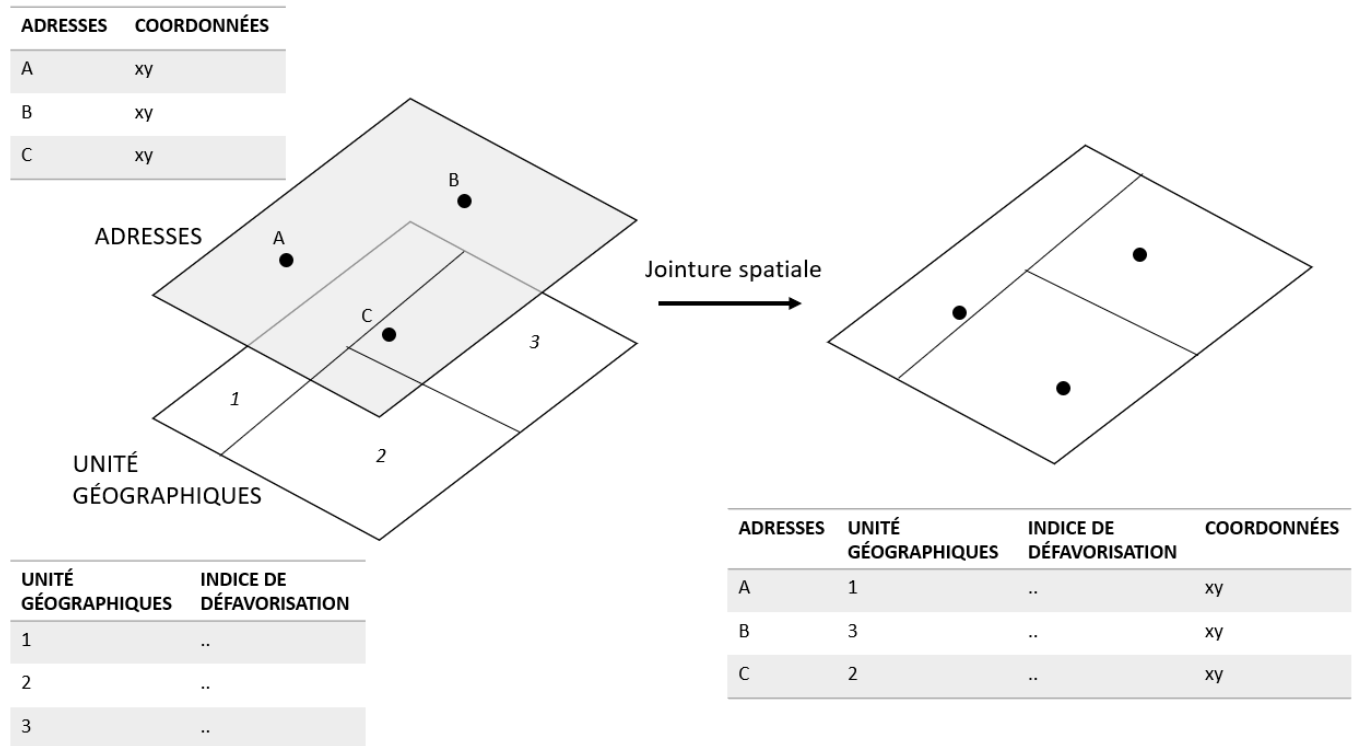 ADRESSES COORDONNÉES
A xy
B xy
C xy
B
ADRESSES
A
C
3
1
2
UNITÉ
GÉOGRAPHIQUES
Jointure spatiale
UNITÉ INDICE DE
GÉOGRAPHIQUES DÉFAVORISATION
1 ..
2 ..
3 ..
ADRESSES UNITÉ INDICE DE COORDONNÉES
GÉOGRAPHIQUES DÉFAVORISATION
A 1 .. xy
B 3 .. xy
C 2 .. xy